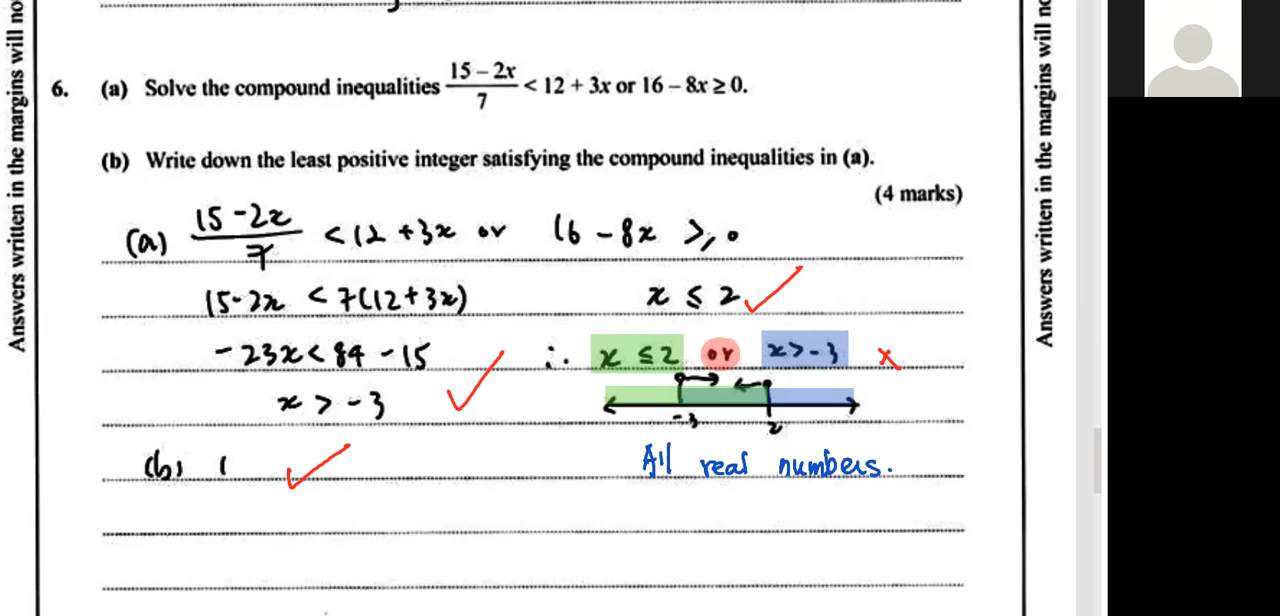 Answers written in the margins will no
Answers written in the margins will no
6. (a) Solve the compound inequalities (15 − 2x)/7 < 12 + 3x or 16 − 8x ≥ 0.
(b) Write down the least positive integer satisfying the compound inequalities in (a).
(4 marks)
(a) (15 - 2x)/7 < 12 + 3x or 16 - 8x ≥ 0
15 - 2x < 7(12 + 3x) x ≤ 2
- 23x < 84 - 15 ∴ x ≤ 2 or x > -3
x > -3
-3 2
(b) 1
All real numbers.